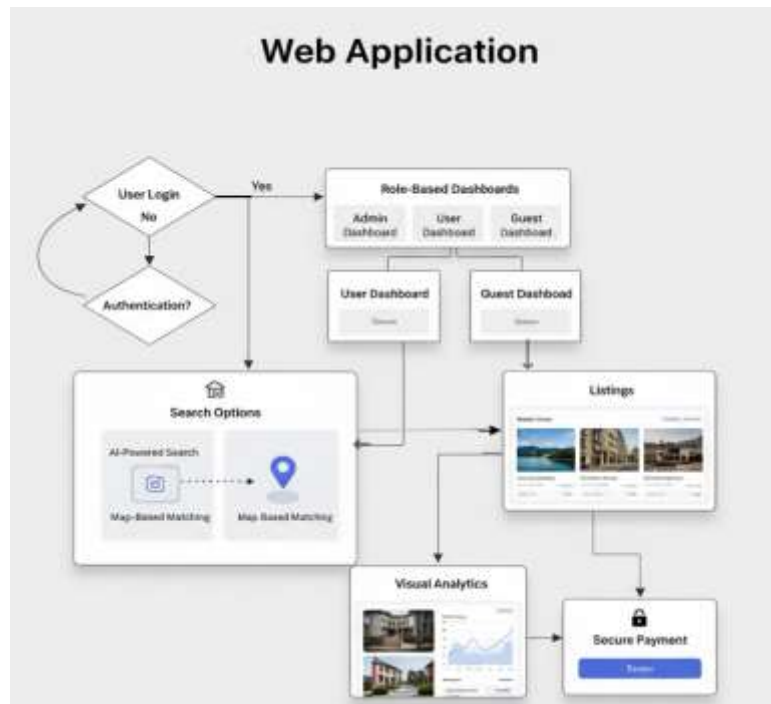 Web Application
User Login
No
Yes
Authentication?
Role-Based Dashboards
Admin
Dashboard
User
Dashboard
Guest
Dashboard
User Dashboard
Guest Dashboad
Search Options
AI-Powered Search
Map-Based Matching
Map Based Matching
Listings
Visual Analytics
Secure Payment